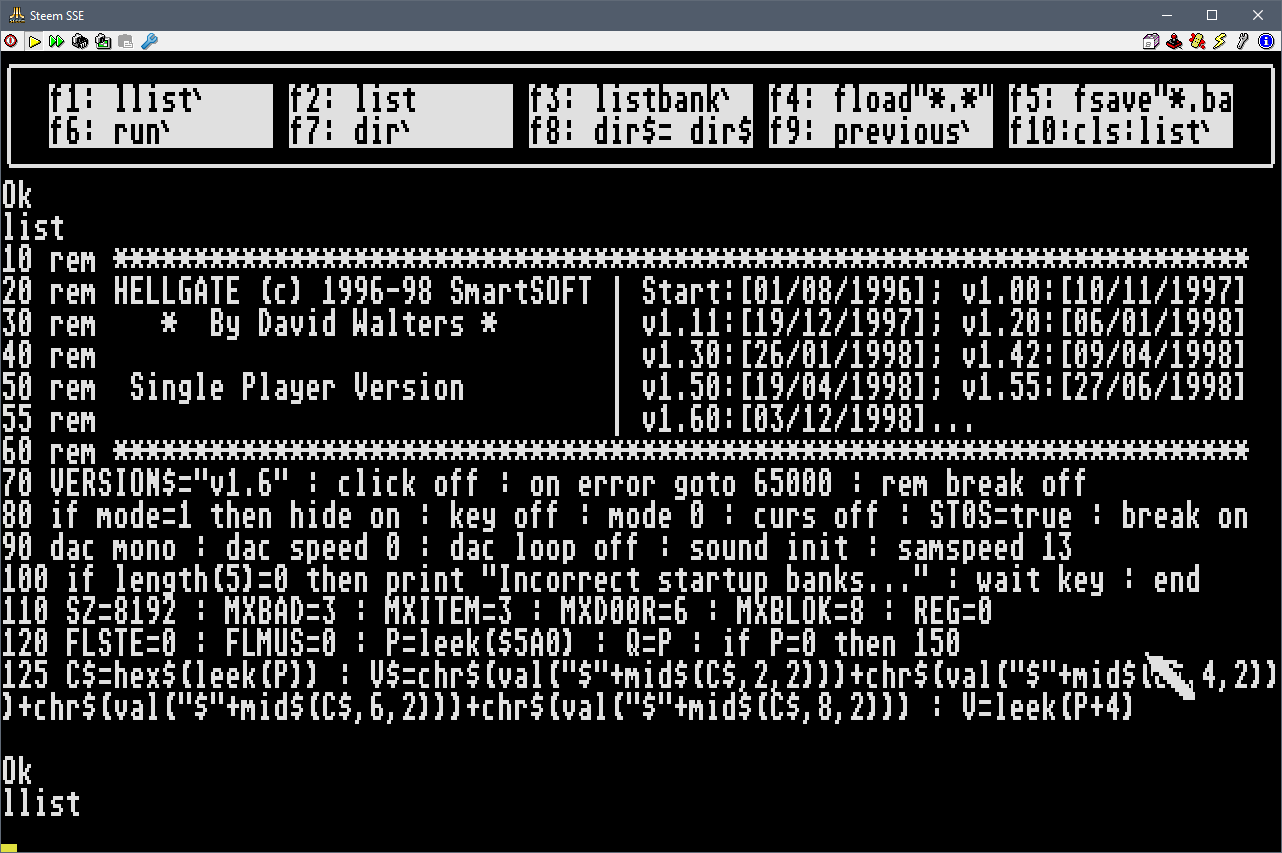 Steem SSE
f1: llist` f2: list f3: listbank` f4: fload"*.*" f5: fsave"*.ba
f6: run` f7: dir` f8: dir$= dir$ f9: previous` f10:cls:list`
Ok
list
10 rem ***********************************************************************
20 rem HELLGATE (c) 1996-98 SmartSOFT | Start:[01/08/1996]; v1.00:[10/11/1997]
30 rem    *  By David Walters *       | v1.11:[19/12/1997]; v1.20:[06/01/1998]
40 rem                                | v1.30:[26/01/1998]; v1.42:[09/04/1998]
50 rem  Single Player Version         | v1.50:[19/04/1998]; v1.55:[27/06/1998]
55 rem                                | v1.60:[03/12/1998]...
60 rem ***********************************************************************
70 VERSION$="v1.6" : click off : on error goto 65000 : rem break off
80 if mode=1 then hide on : key off : mode 0 : curs off : ST0S=true : break on
90 dac mono : dac speed 0 : dac loop off : sound init : samspeed 13
100 if length(5)=0 then print "Incorrect startup banks..." : wait key : end
110 SZ=8192 : MXBAD=3 : MXITEM=3 : MXD00R=6 : MXBLOK=8 : REG=0
120 FLSTE=0 : FLMUS=0 : P=leek($5A0) : Q=P : if P=0 then 150
125 C$=hex$(leek(P)) : V$=chr$(val("$"+mid$(C$,2,2)))+chr$(val("$"+mid$( ,4,2))
)+chr$(val("$"+mid$(C$,6,2)))+chr$(val("$"+mid$(C$,8,2))) : V=leek(P+4)
Ok
llist